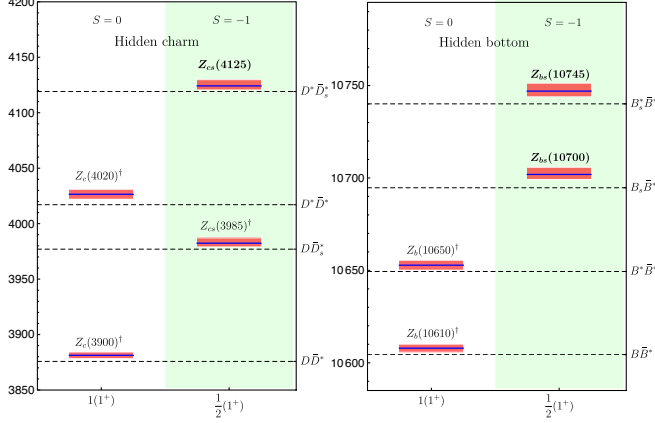 4200
4150
4100
4050
4000
3950
3900
3850
S = 0
S = −1
Hidden charm
Z_cs(4125)
D*D̄*_s
Z_c(4020)†
D*D̄*
Z_cs(3985)†
DD̄*_s
Z_c(3900)†
DD̄*
1(1⁺)
1/2(1⁺)
10750
10700
10650
10600
S = 0
S = −1
Hidden bottom
Z_bs(10745)
B*_sB̄*
Z_bs(10700)
B_sB̄*
Z_b(10650)†
B*B̄*
Z_b(10610)†
BB̄*
1(1⁺)
1/2(1⁺)